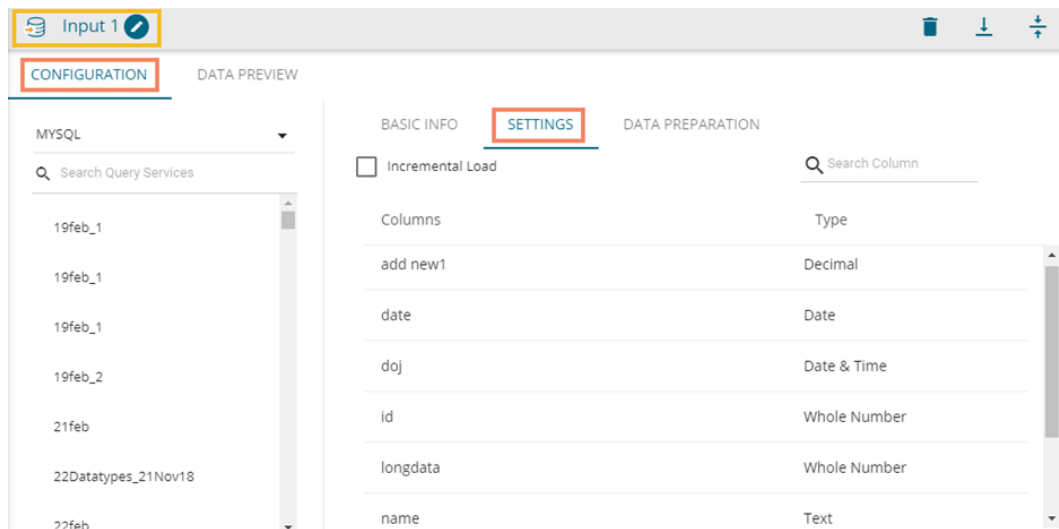 Input 1
CONFIGURATION DATA PREVIEW
MYSQL
Search Query Services
19feb_1
19feb_1
19feb_1
19feb_2
21feb
22Datatypes_21Nov18
22feb
BASIC INFO SETTINGS DATA PREPARATION
Incremental Load Search Column
Columns Type
add new1 Decimal
date Date
doj Date & Time
id Whole Number
longdata Whole Number
name Text